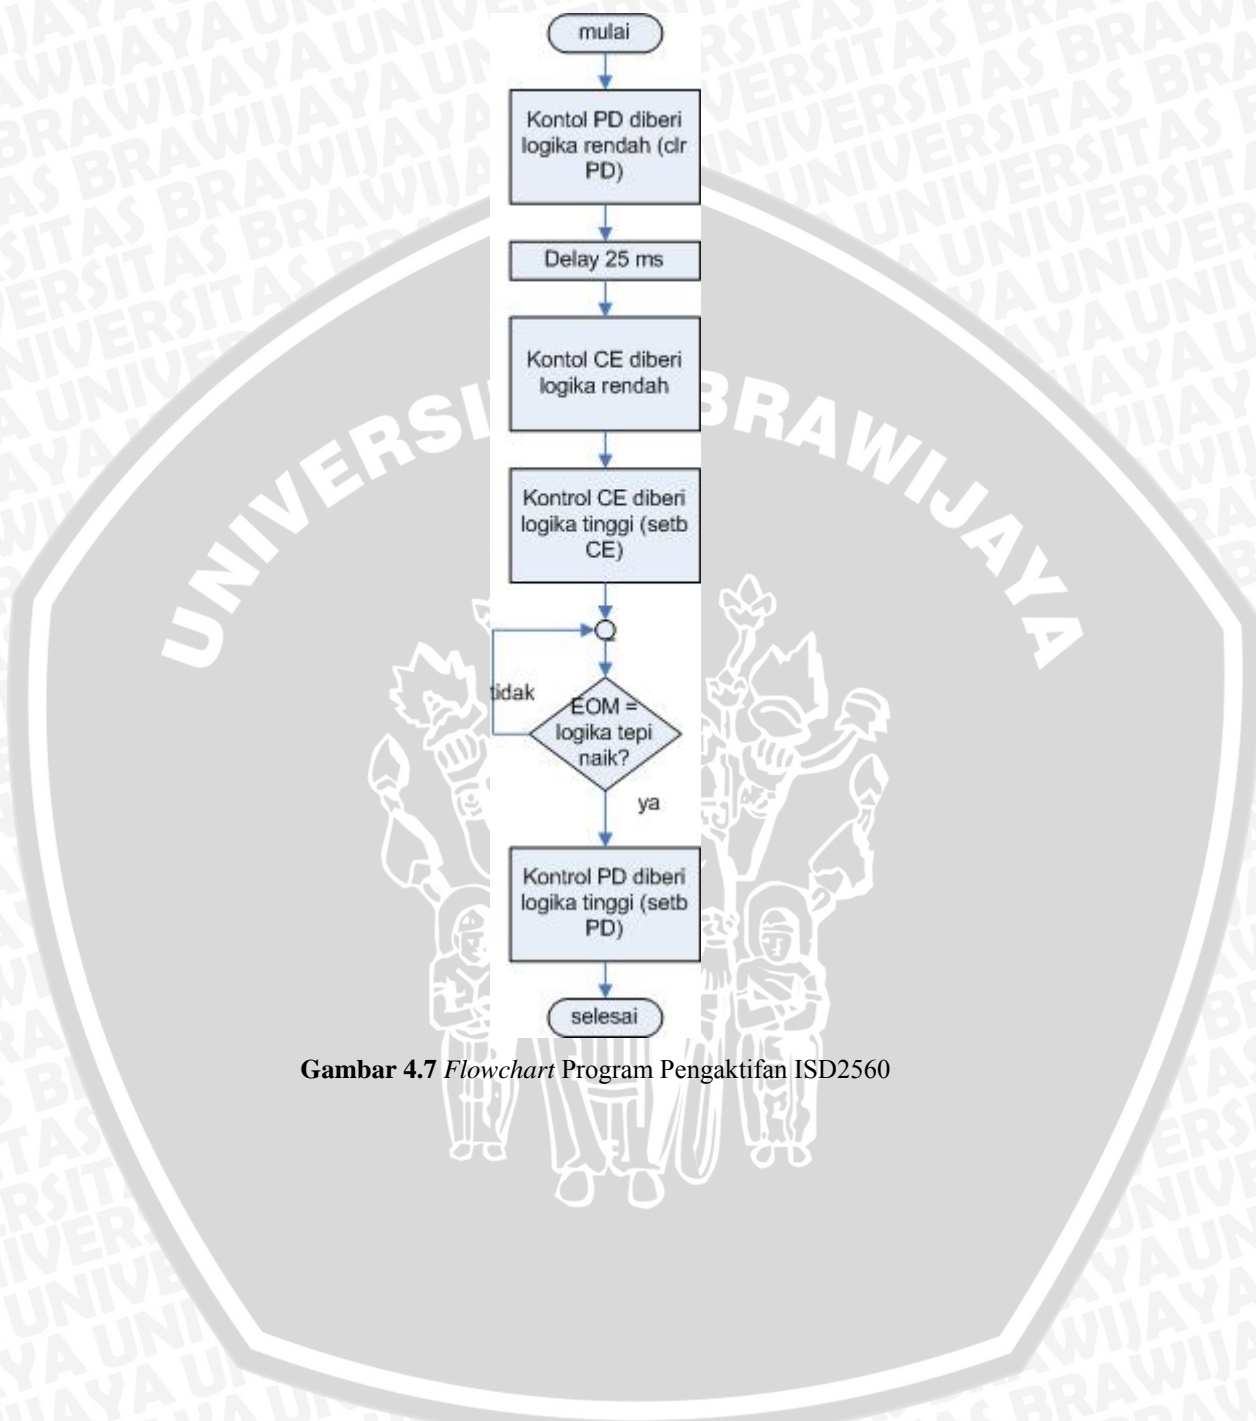 mulai
Kontol PD diberi
logika rendah (clr
PD)
Delay 25 ms
Kontol CE diberi
logika rendah
Kontrol CE diberi
logika tinggi (setb
CE)
tidak
EOM =
logika tepi
naik?
ya
Kontrol PD diberi
logika tinggi (setb
PD)
selesai
Gambar 4.7 Flowchart Program Pengaktifan ISD2560